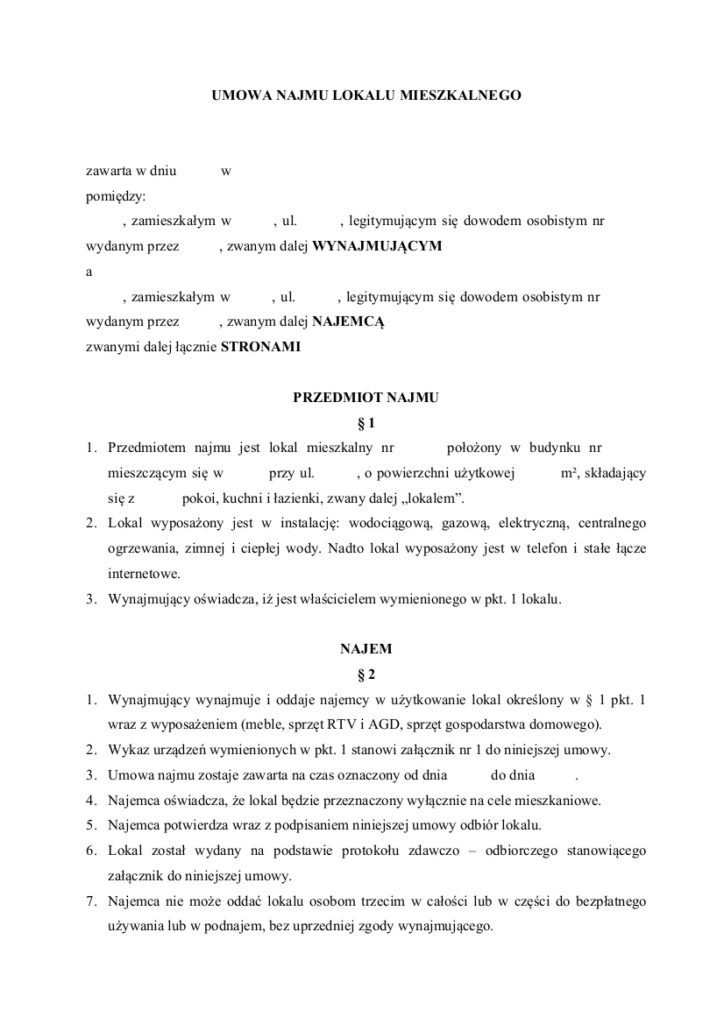 UMOWA NAJMU LOKALU MIESZKALNEGO
zawarta w dniu w
pomiędzy:
, zamieszkałym w , ul. , legitymującym się dowodem osobistym nr
wydanym przez , zwanym dalej WYNAJMUJĄCYM
a
, zamieszkałym w , ul. , legitymującym się dowodem osobistym nr
wydanym przez , zwanym dalej NAJEMCĄ
zwanymi dalej łącznie STRONAMI
PRZEDMIOT NAJMU
§ 1
1. Przedmiotem najmu jest lokal mieszkalny nr położony w budynku nr
mieszczącym się w przy ul. , o powierzchni użytkowej m², składający
się z pokoi, kuchni i łazienki, zwany dalej „lokalem”.
2. Lokal wyposażony jest w instalację: wodociągową, gazową, elektryczną, centralnego
ogrzewania, zimnej i ciepłej wody. Nadto lokal wyposażony jest w telefon i stałe łącze
internetowe.
3. Wynajmujący oświadcza, iż jest właścicielem wymienionego w pkt. 1 lokalu.
NAJEM
§ 2
1. Wynajmujący wynajmuje i oddaje najemcy w użytkowanie lokal określony w § 1 pkt. 1
wraz z wyposażeniem (meble, sprzęt RTV i AGD, sprzęt gospodarstwa domowego).
2. Wykaz urządzeń wymienionych w pkt. 1 stanowi załącznik nr 1 do niniejszej umowy.
3. Umowa najmu zostaje zawarta na czas oznaczony od dnia do dnia .
4. Najemca oświadcza, że lokal będzie przeznaczony wyłącznie na cele mieszkaniowe.
5. Najemca potwierdza wraz z podpisaniem niniejszej umowy odbiór lokalu.
6. Lokal został wydany na podstawie protokołu zdawczo – odbiorczego stanowiącego
załącznik do niniejszej umowy.
7. Najemca nie może oddać lokalu osobom trzecim w całości lub w części do bezpłatnego
używania lub w podnajem, bez uprzedniej zgody wynajmującego.